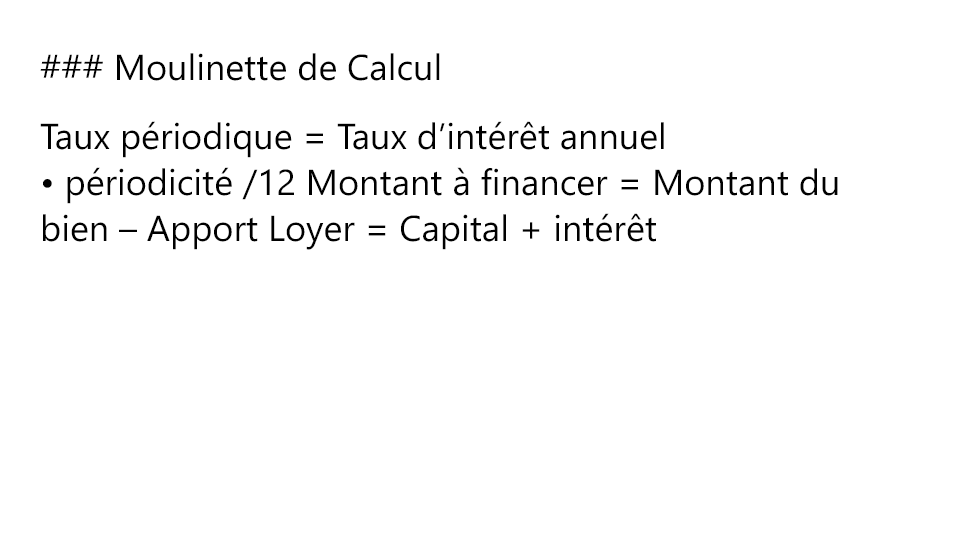 ### Moulinette de Calcul
Taux périodique = Taux d’intérêt annuel
• périodicité /12 Montant à financer = Montant du
bien – Apport Loyer = Capital + intérêt